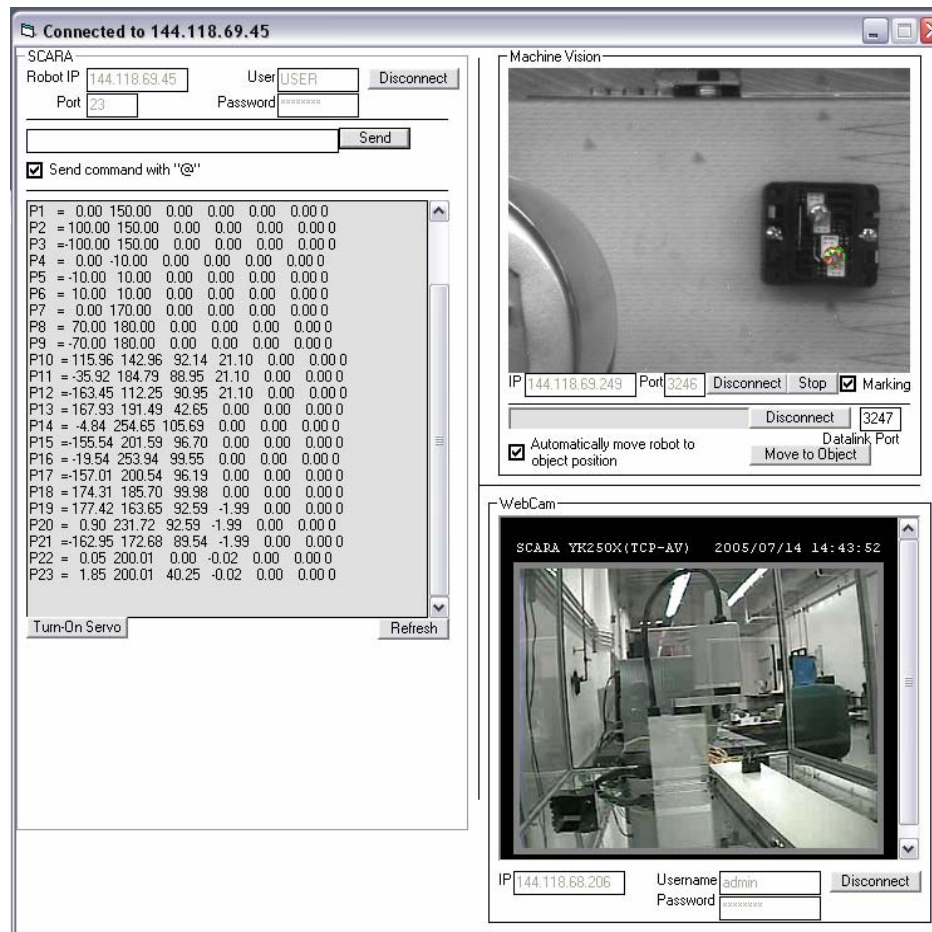 Connected to 144.118.69.45
SCARA
Robot IP 144.118.69.45 User USER Disconnect
Port 23 Password ××××××××
Send
Send command with "@"
P1 = 0.00 150.00 0.00 0.00 0.00 0.00 0
P2 = 100.00 150.00 0.00 0.00 0.00 0.00 0
P3 =-100.00 150.00 0.00 0.00 0.00 0.00 0
P4 = 0.00 -10.00 0.00 0.00 0.00 0.00 0
P5 = -10.00 10.00 0.00 0.00 0.00 0.00 0
P6 = 10.00 10.00 0.00 0.00 0.00 0.00 0
P7 = 0.00 170.00 0.00 0.00 0.00 0.00 0
P8 = 70.00 180.00 0.00 0.00 0.00 0.00 0
P9 = -70.00 180.00 0.00 0.00 0.00 0.00 0
P10 = 115.96 142.96 92.14 21.10 0.00 0.00 0
P11 = -35.92 184.79 88.95 21.10 0.00 0.00 0
P12 =-163.45 112.25 90.95 21.10 0.00 0.00 0
P13 = 167.93 191.49 42.65 0.00 0.00 0.00 0
P14 = -4.84 254.65 105.69 0.00 0.00 0.00 0
P15 =-155.54 201.59 96.70 0.00 0.00 0.00 0
P16 = -19.54 253.94 99.55 0.00 0.00 0.00 0
P17 =-157.01 200.54 96.19 0.00 0.00 0.00 0
P18 = 174.31 185.70 99.98 0.00 0.00 0.00 0
P19 = 177.42 163.65 92.59 -1.99 0.00 0.00 0
P20 = 0.90 231.72 92.59 -1.99 0.00 0.00 0
P21 =-162.95 172.68 89.54 -1.99 0.00 0.00 0
P22 = 0.05 200.01 0.00 -0.02 0.00 0.00 0
P23 = 1.85 200.01 40.25 -0.02 0.00 0.00 0
Turn-On Servo Refresh
Machine Vision
IP 144.118.69.249 Port 3246 Disconnect Stop Marking
Disconnect 3247
Datalink Port
Automatically move robot to object position
Move to Object
WebCam
SCARA YK250X(TCP-AV) 2005/07/14 14:43:52
IP 144.118.68.206 Username admin Disconnect
Password ××××××××